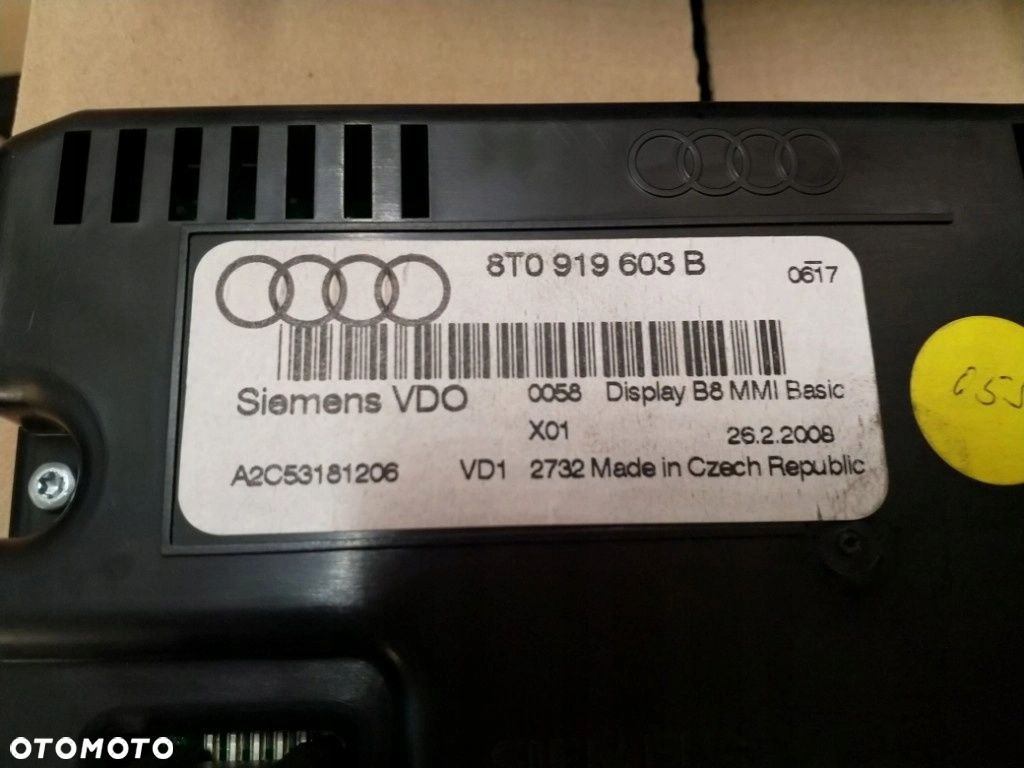 8T0 919 603 B
0617
Siemens VDO
0058 Display B8 MMI Basic
X01 26.2.2008
A2C53181206 VD1 2732 Made in Czech Republic
OTOMOTO